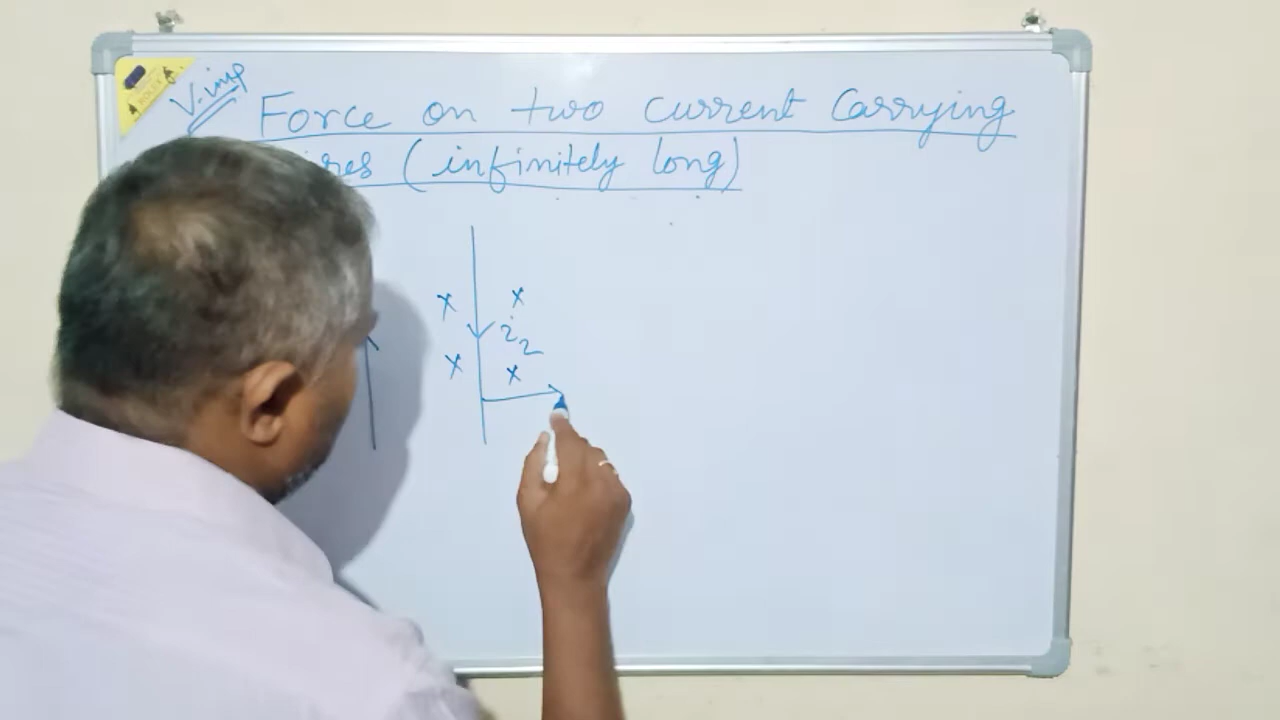 V. imp
Force on two current Carrying
(infinitely long)
x x
i2
x x